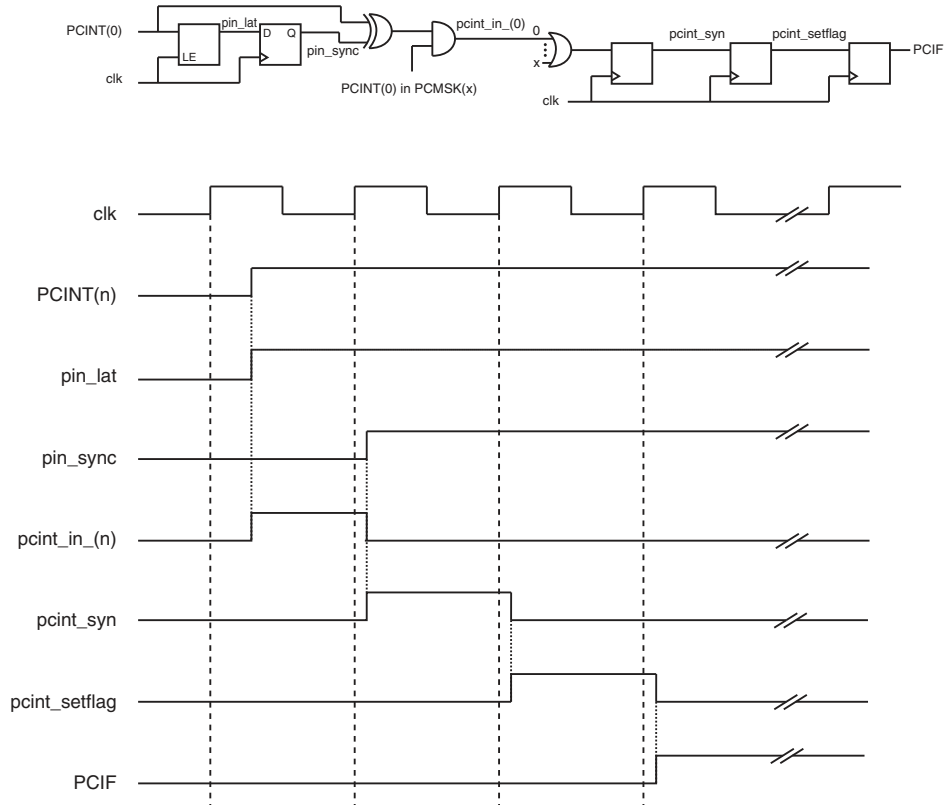 PCINT(0)
pin_lat
D Q
LE
pin_sync
clk
PCINT(0) in PCMSK(x)
pcint_in_(0)
0
x
clk
pcint_syn
pcint_setflag
PCIF
clk
PCINT(n)
pin_lat
pin_sync
pcint_in_(n)
pcint_syn
pcint_setflag
PCIF